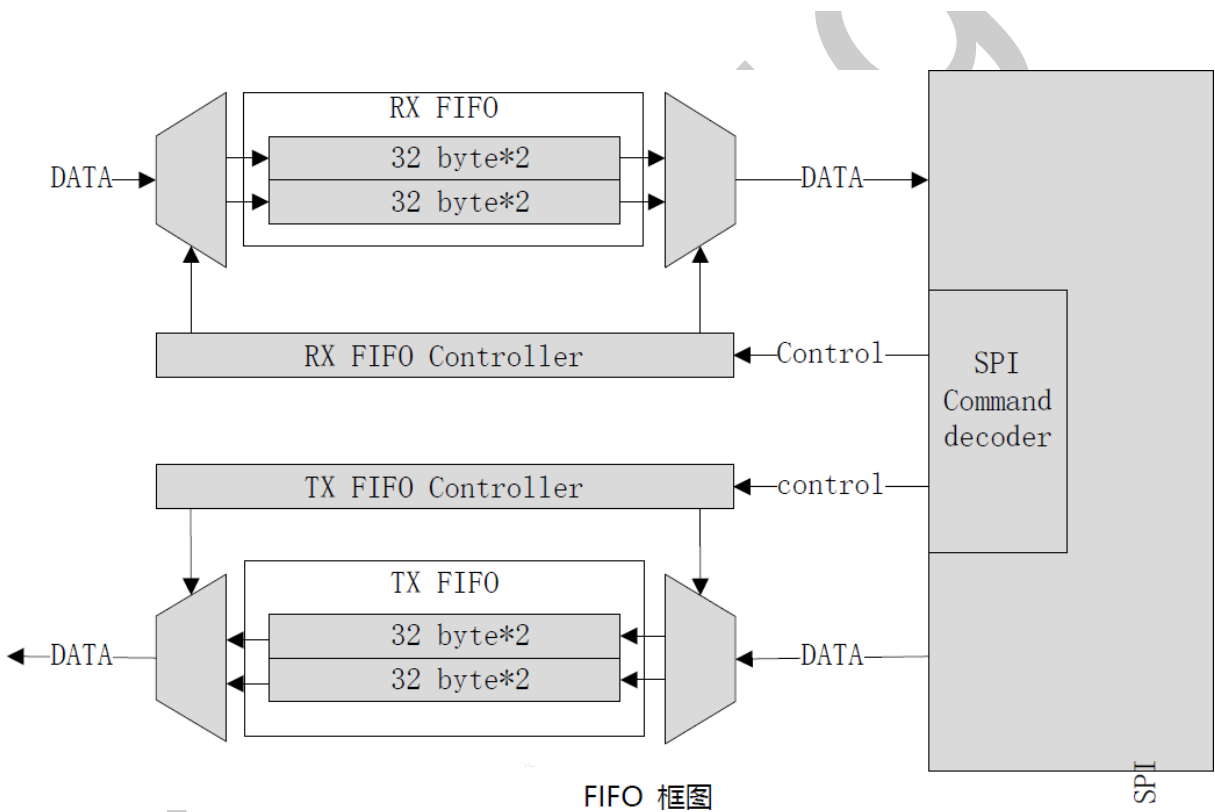 RX FIFO
32 byte*2
32 byte*2
DATA
DATA
RX FIFO Controller
Control
SPI
Command
decoder
TX FIFO Controller
control
TX FIFO
32 byte*2
32 byte*2
DATA
DATA
SPI
FIFO 框图